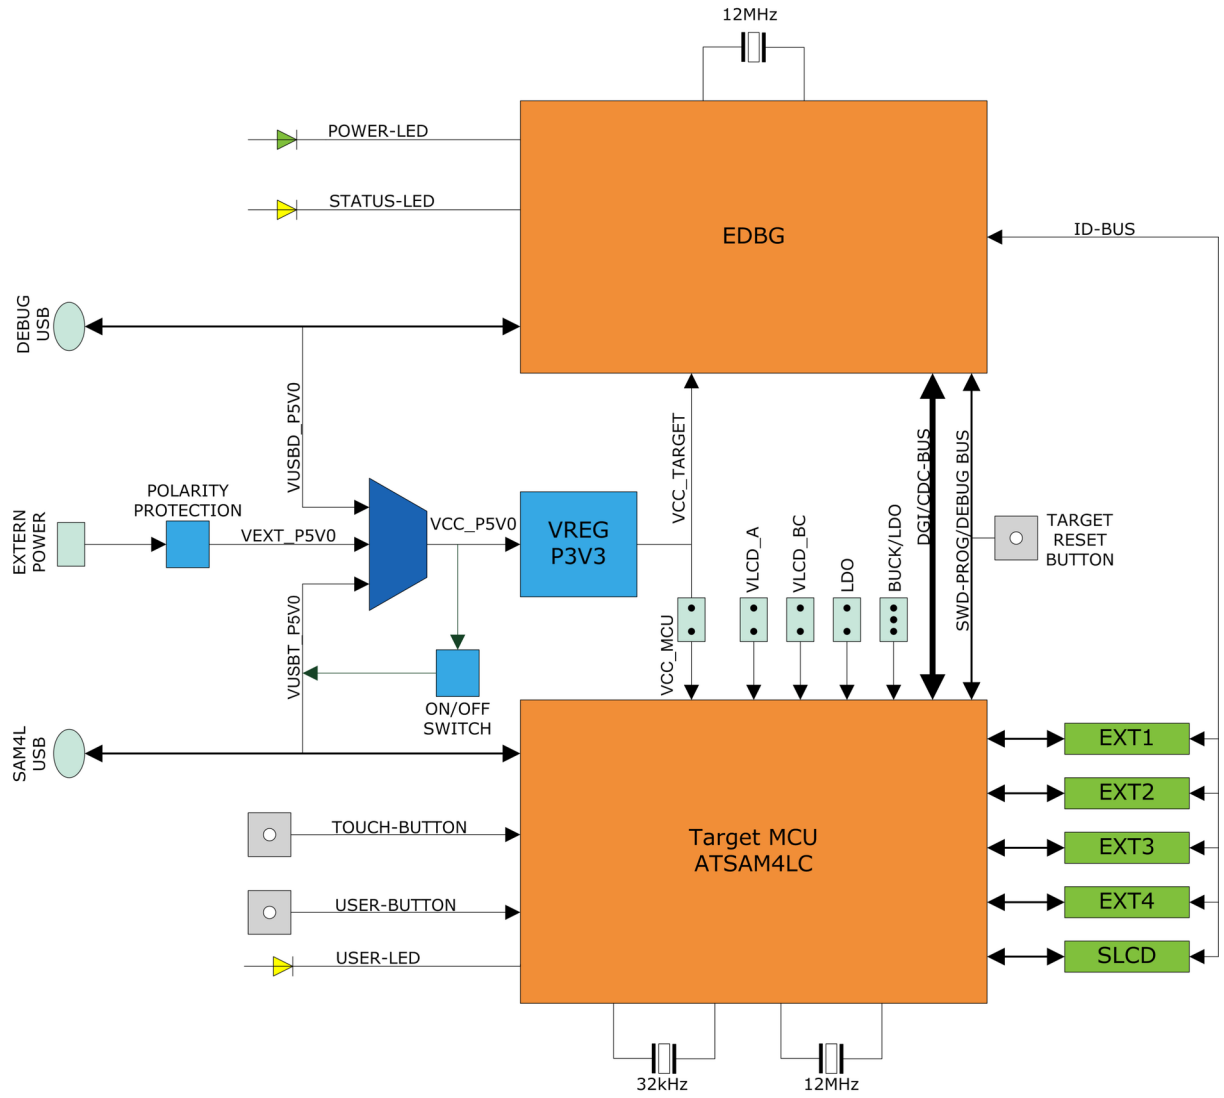 12MHz
POWER-LED
STATUS-LED
EDBG
ID-BUS
DEBUG
USB
VUSBD_P5V0
VCC_TARGET
DGI/CDC-BUS
SWD-PROG/DEBUG BUS
POLARITY
PROTECTION
EXTERN
POWER
VEXT_P5V0
VCC_P5V0
VREG
P3V3
VLCD_A
VLCD_BC
LDO
BUCK/LDO
TARGET
RESET
BUTTON
VUSBT_P5V0
VCC_MCU
ON/OFF
SWITCH
SAM4L
USB
EXT1
EXT2
EXT3
EXT4
SLCD
TOUCH-BUTTON
Target MCU
ATSAM4LC
USER-BUTTON
USER-LED
32kHz
12MHz